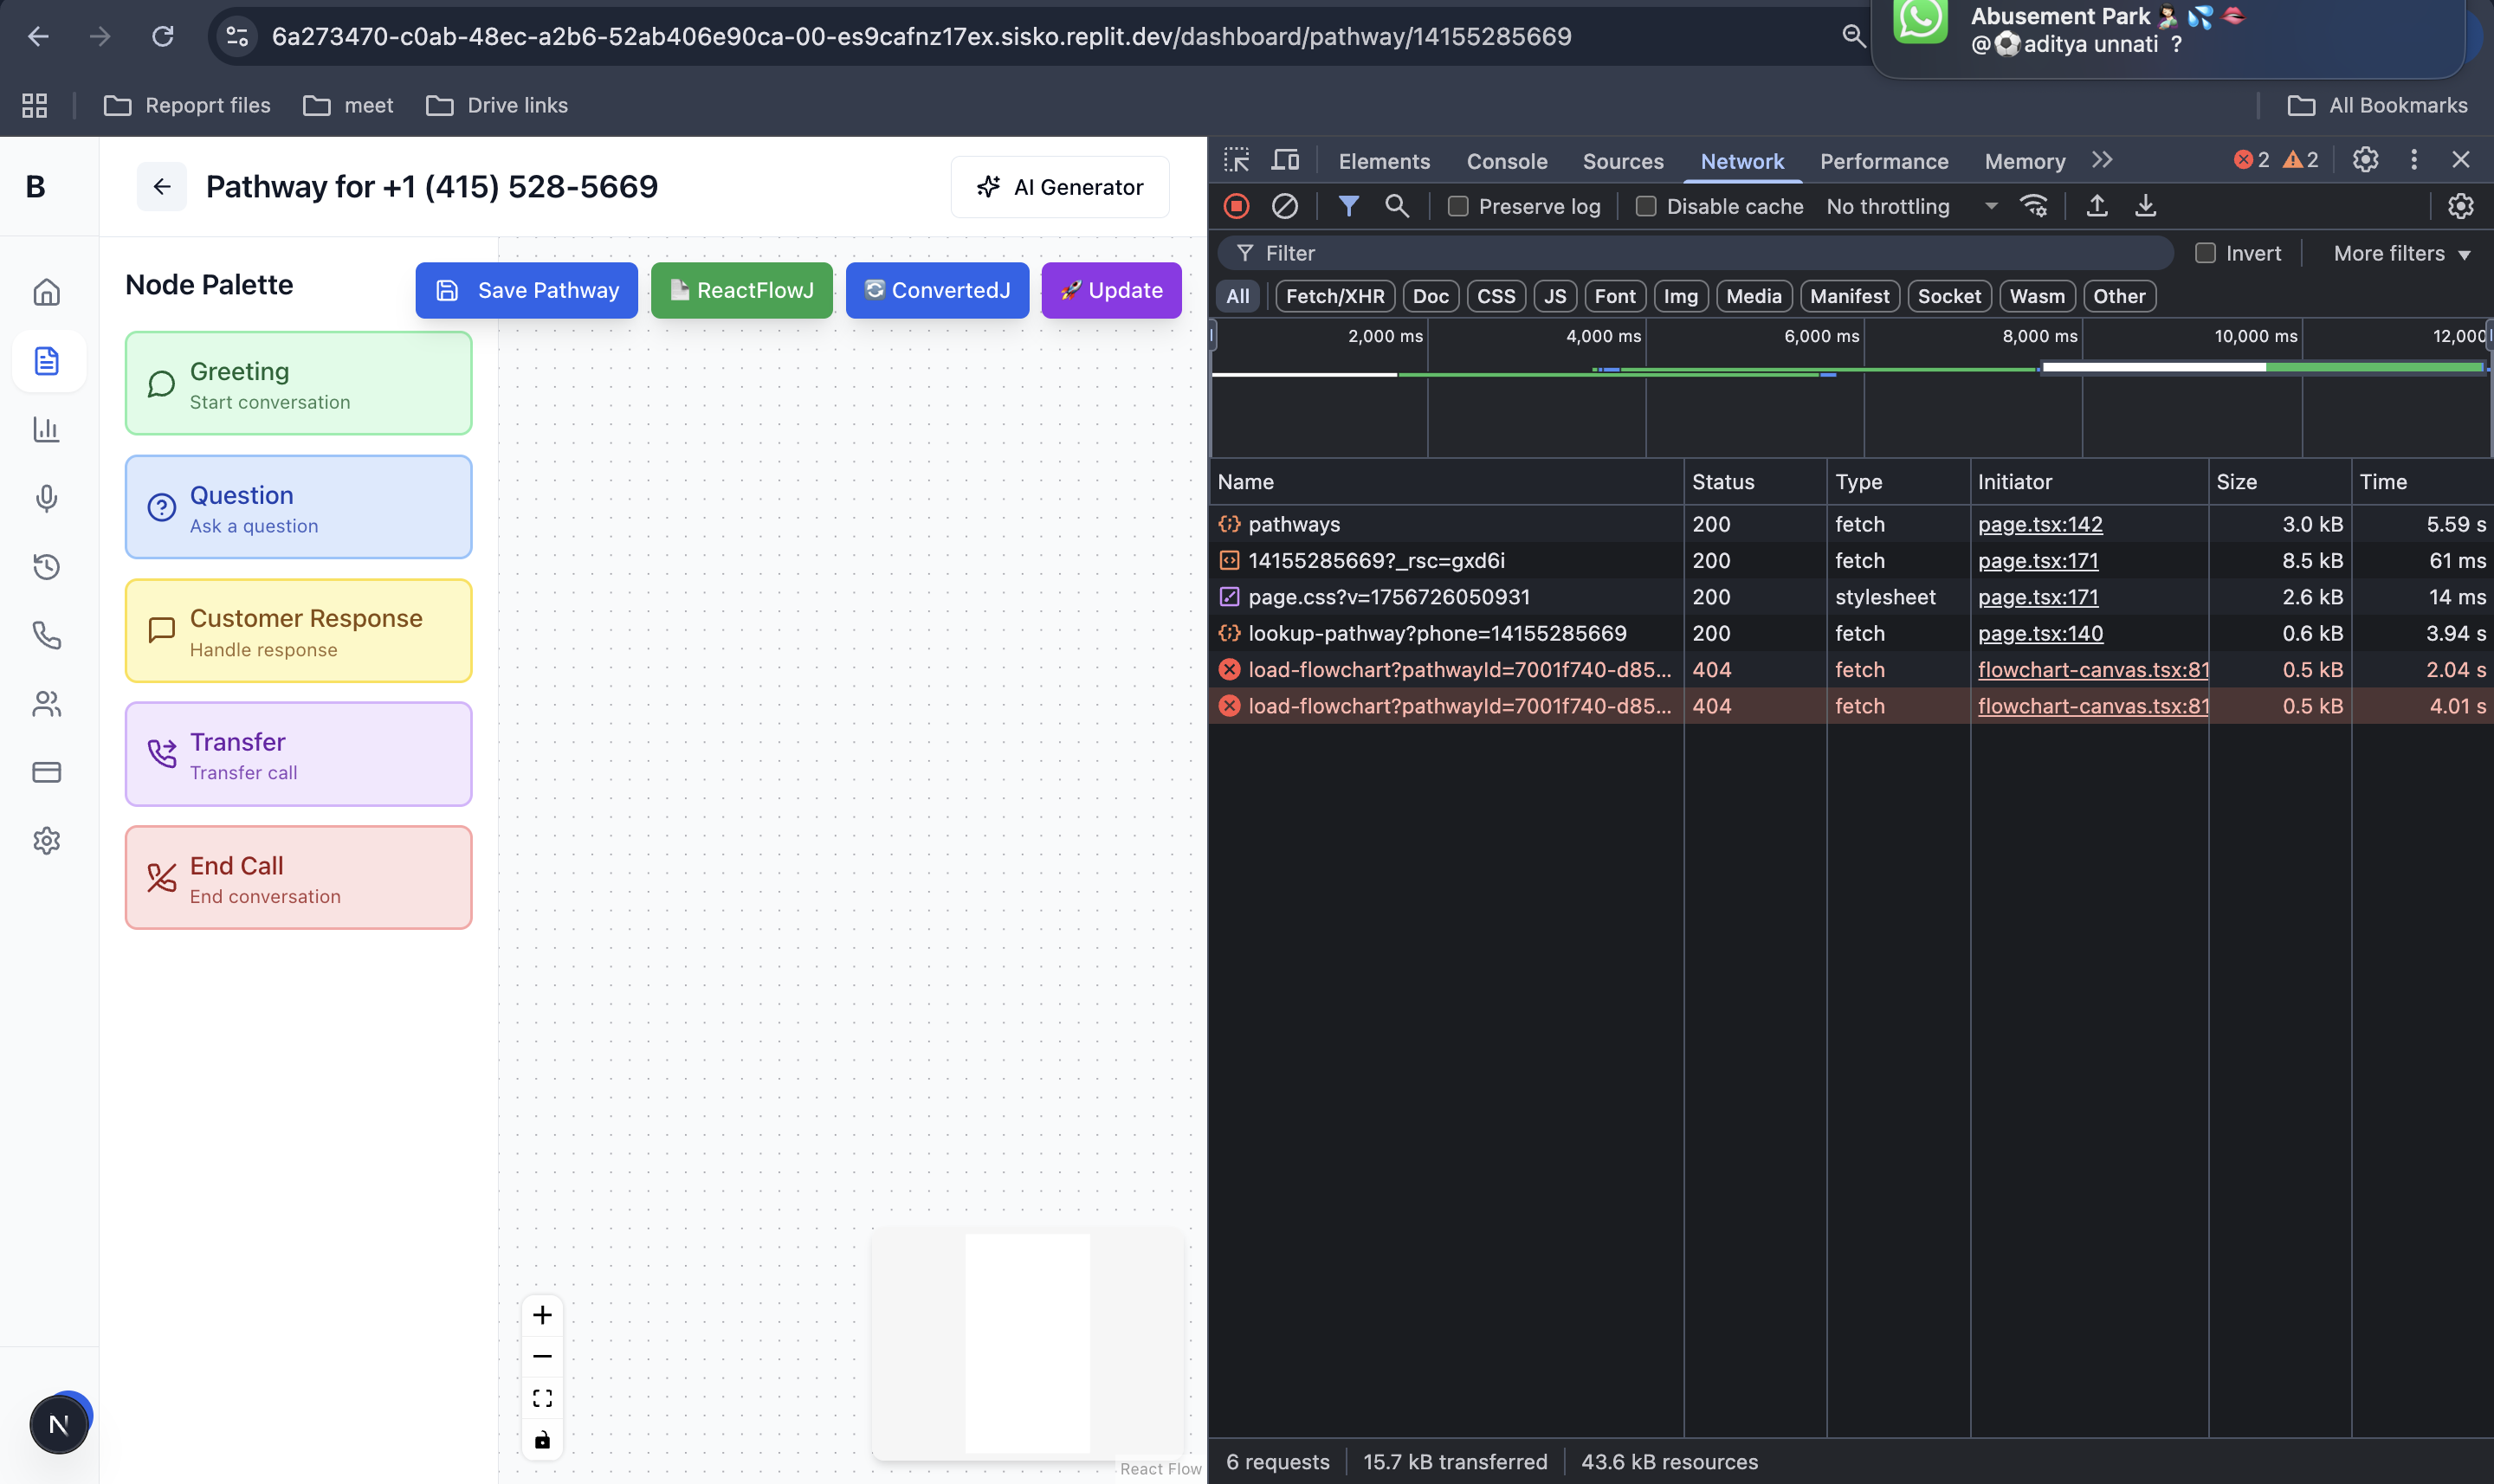 6a273470-c0ab-48ec-a2b6-52ab406e90ca-00-es9cafnz17ex.sisko.replit.dev/dashboard/pathway/14155285669
Abusement Park 🤱🏻 💦 🫦
@⚽aditya unnati ?
Repoprt files
meet
Drive links
All Bookmarks
B
Pathway for +1 (415) 528-5669
AI Generator
Node Palette
Save Pathway
ReactFlowJ
ConvertedJ
🚀 Update
Greeting
Start conversation
Question
Ask a question
Customer Response
Handle response
Transfer
Transfer call
End Call
End conversation
N
React Flow
Elements Console Sources Network Performance Memory 2 2
Preserve log Disable cache No throttling
Filter Invert More filters
All Fetch/XHR Doc CSS JS Font Img Media Manifest Socket Wasm Other
2,000 ms 4,000 ms 6,000 ms 8,000 ms 10,000 ms 12,000
Name Status Type Initiator Size Time
pathways 200 fetch page.tsx:142 3.0 kB 5.59 s
14155285669?_rsc=gxd6i 200 fetch page.tsx:171 8.5 kB 61 ms
page.css?v=1756726050931 200 stylesheet page.tsx:171 2.6 kB 14 ms
lookup-pathway?phone=14155285669 200 fetch page.tsx:140 0.6 kB 3.94 s
load-flowchart?pathwayId=7001f740-d85... 404 fetch flowchart-canvas.tsx:81 0.5 kB 2.04 s
load-flowchart?pathwayId=7001f740-d85... 404 fetch flowchart-canvas.tsx:81 0.5 kB 4.01 s
6 requests 15.7 kB transferred 43.6 kB resources